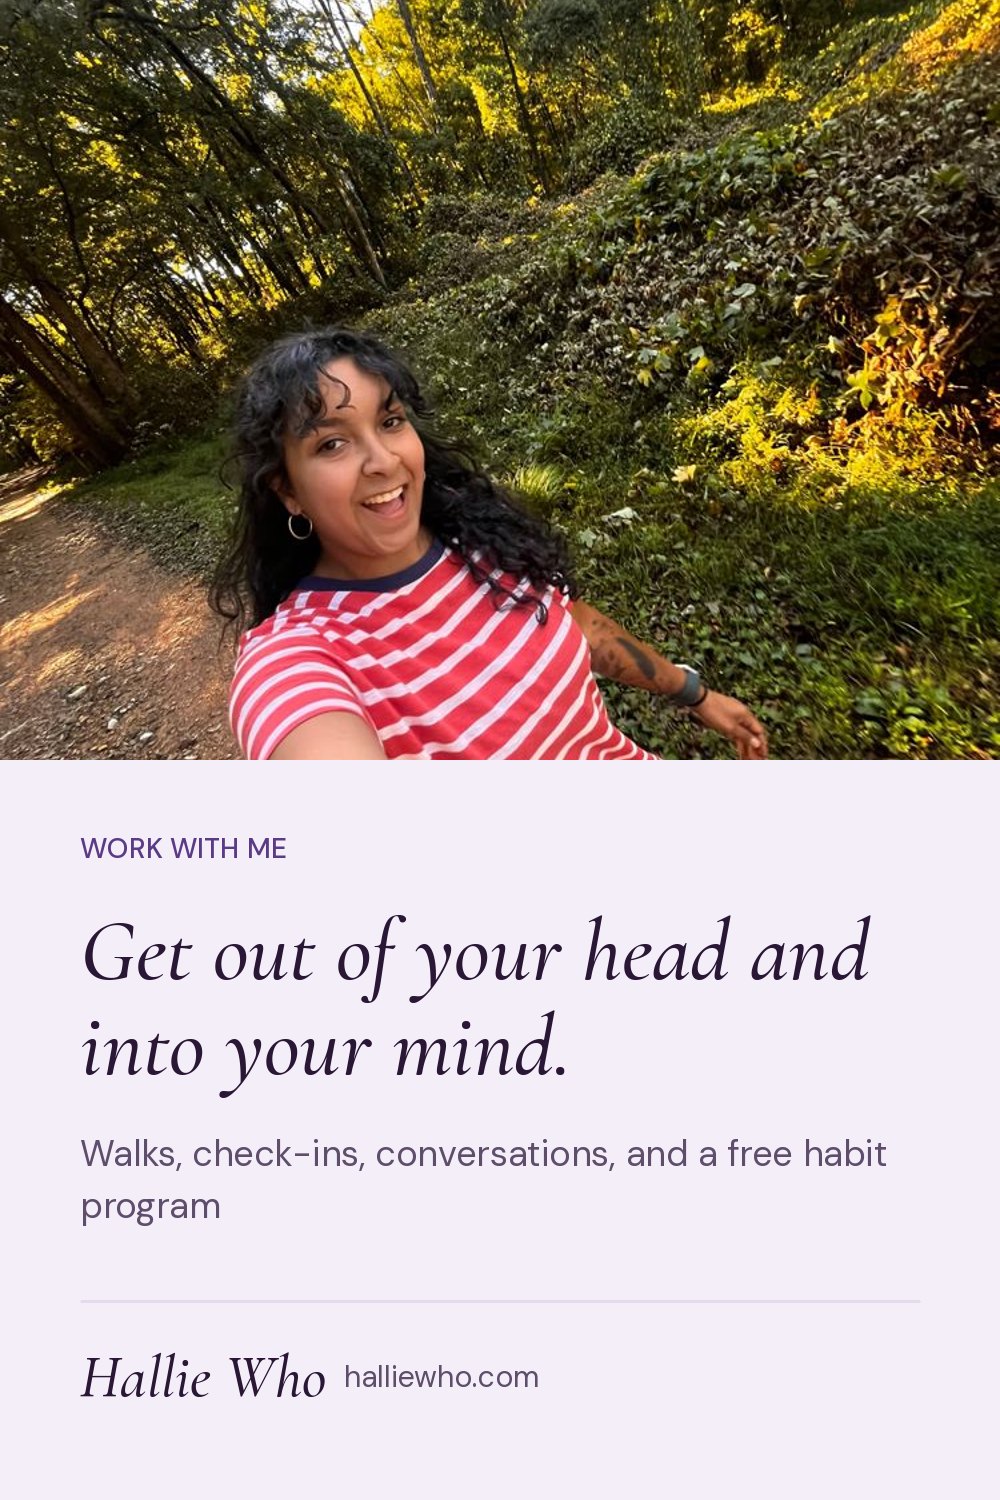 WORK WITH ME
Get out of your head and
into your mind.
Walks, check-ins, conversations, and a free habit
program
Hallie Who halliewho.com